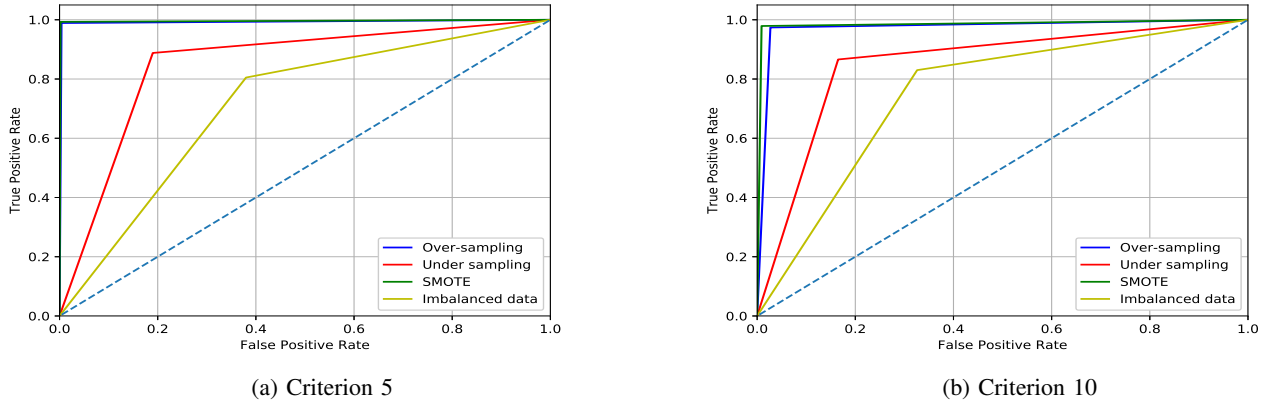 1.0
0.8
0.6
0.4
0.2
0.0
True Positive Rate
Over-sampling
Under sampling
SMOTE
Imbalanced data
0.0 0.2 0.4 0.6 0.8 1.0
False Positive Rate
(a) Criterion 5
1.0
0.8
0.6
0.4
0.2
0.0
True Positive Rate
Over-sampling
Under sampling
SMOTE
Imbalanced data
0.0 0.2 0.4 0.6 0.8 1.0
False Positive Rate
(b) Criterion 10